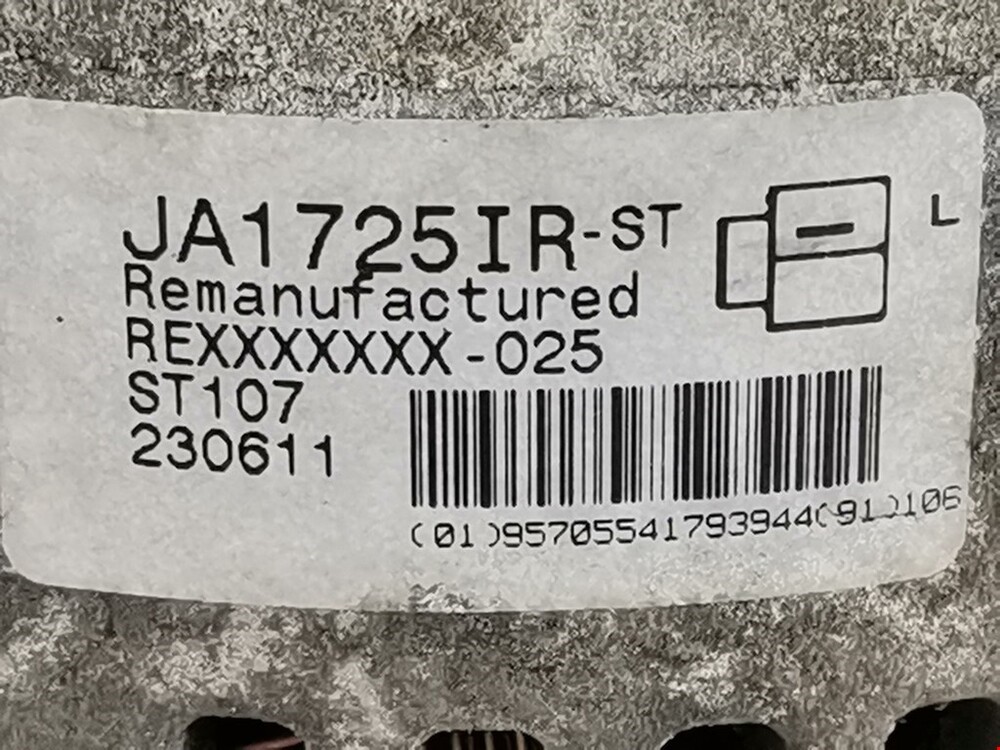 JA1725IR-ST
L
Remanufactured
REXXXXXXX-025
ST107
230611
(01)95705541793944(91)106